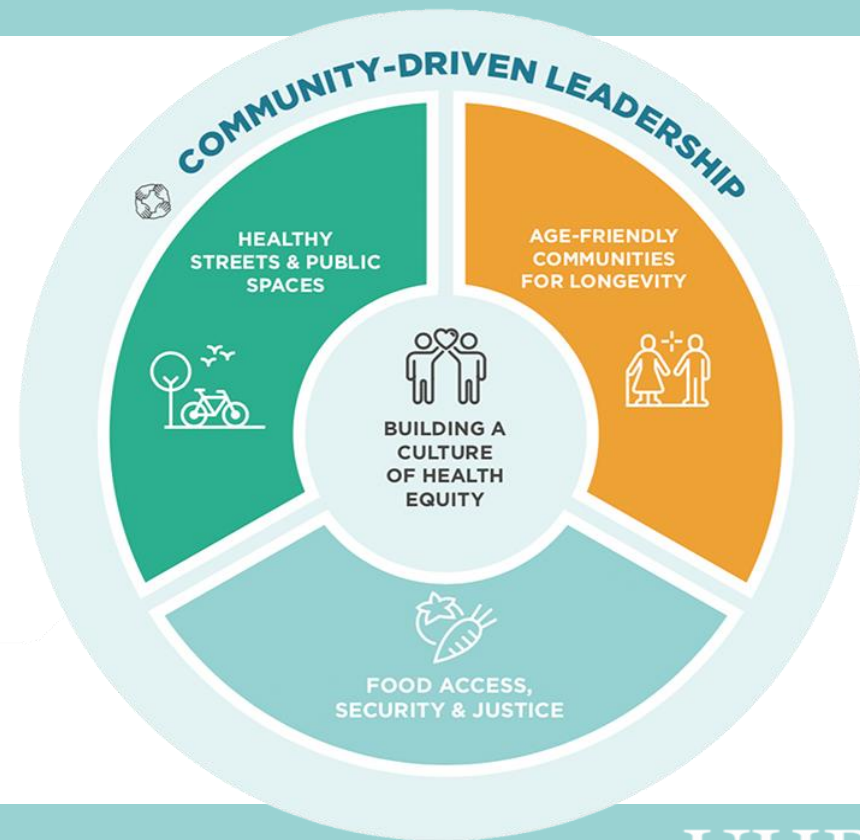 COMMUNITY-DRIVEN LEADERSHIP
HEALTHY
STREETS & PUBLIC
SPACES
AGE-FRIENDLY
COMMUNITIES
FOR LONGEVITY
BUILDING A
CULTURE
OF HEALTH
EQUITY
FOOD ACCESS,
SECURITY & JUSTICE